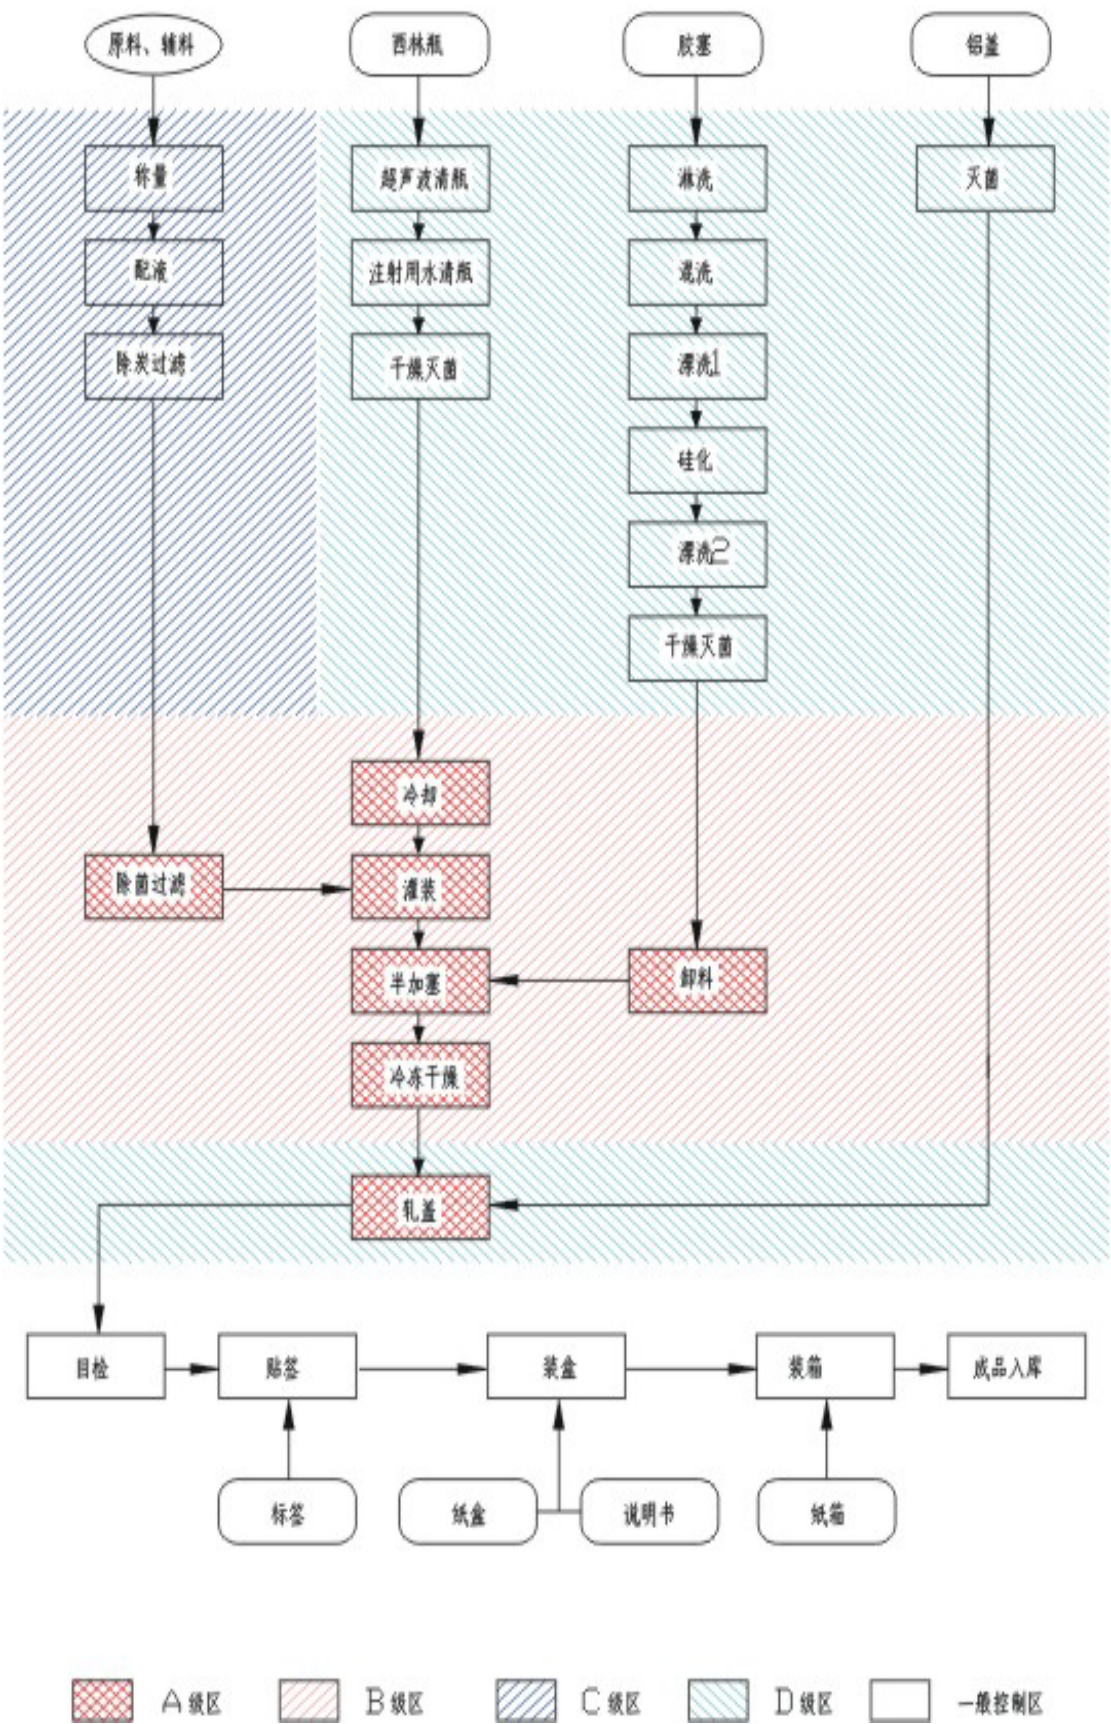 原料、辅料
西林瓶
胶塞
铝盖
称量
超声波清瓶
淋洗
灭菌
配液
注射用水清瓶
混洗
除炭过滤
干燥灭菌
漂洗1
硅化
漂洗2
干燥灭菌
冷却
除菌过滤
灌装
半加塞
卸料
冷冻干燥
轧盖
目检
贴签
装盒
装箱
成品入库
标签
纸盒
说明书
纸箱
A级区
B级区
C级区
D级区
一般控制区